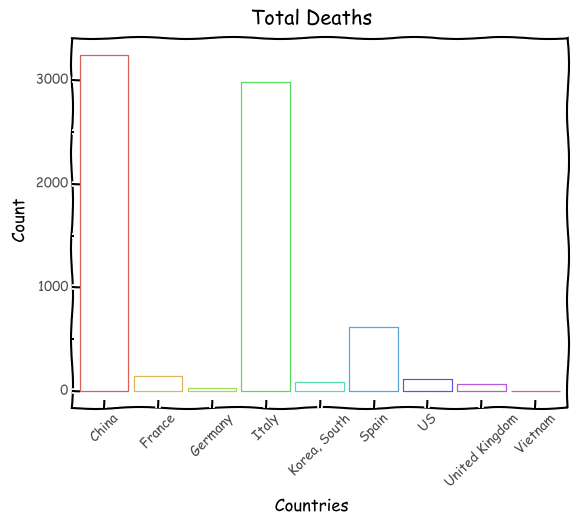 Total Deaths
3000
2000
1000
0
Count
China
France
Germany
Italy
Korea, South
Spain
US
United Kingdom
Vietnam
Countries